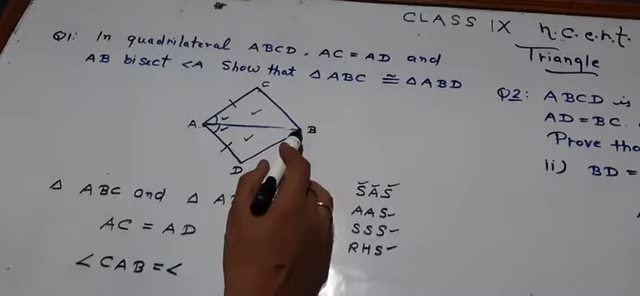 CLASS IX n.c.e.r.t.
Triangle
Q1: In quadrilateral ABCD, AC = AD and
AB bisect <A Show that △ ABC ≅ △ ABD
C
A
B
D
△ ABC and △ A
AC = AD
∠CAB = ∠
SAS
AAS
SSS
RHS
Q2: ABCD is
AD = BC
Prove
ii) BD =